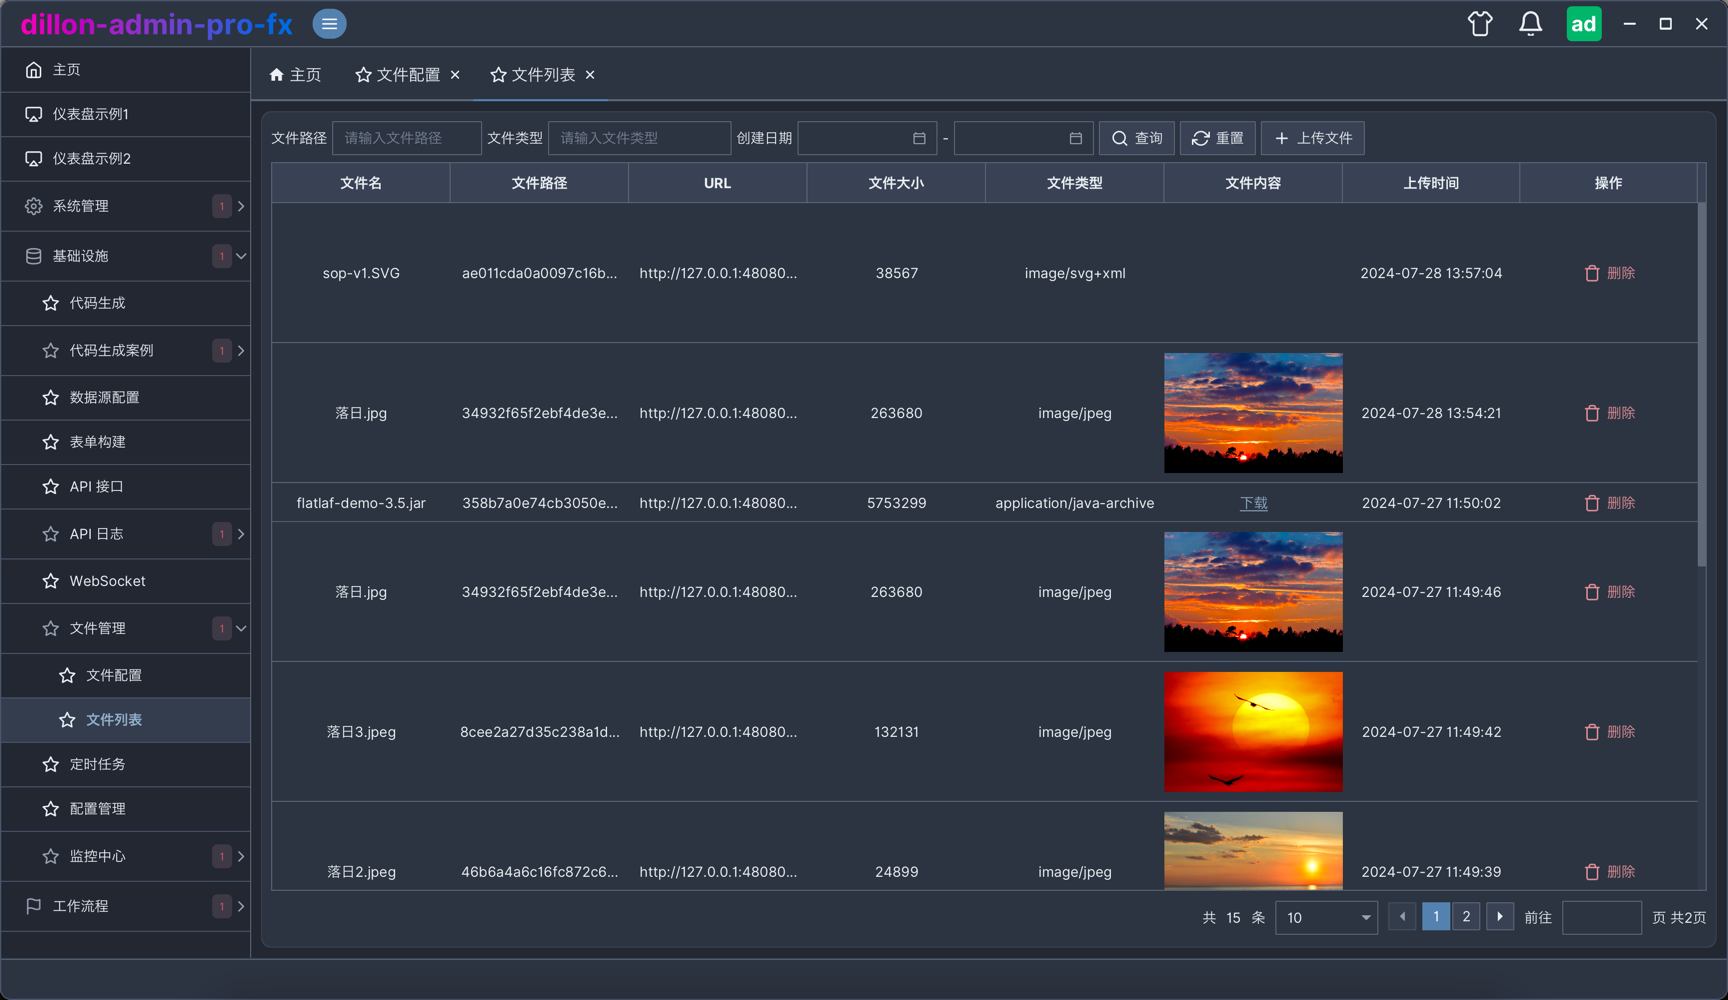 dillon-admin-pro-fx
ad
主页
仪表盘示例1
仪表盘示例2
系统管理 1
基础设施 1
代码生成
代码生成案例 1
数据源配置
表单构建
API 接口
API 日志 1
WebSocket
文件管理 1
文件配置
文件列表
定时任务
配置管理
监控中心 1
工作流程 1
主页 文件配置 文件列表
文件路径 请输入文件路径 文件类型 请输入文件类型 创建日期 - 查询 重置 上传文件
文件名 文件路径 URL 文件大小 文件类型 文件内容 上传时间 操作
sop-v1.SVG ae011cda0a0097c16b... http://127.0.0.1:48080... 38567 image/svg+xml 2024-07-28 13:57:04 删除
落日.jpg 34932f65f2ebf4de3e... http://127.0.0.1:48080... 263680 image/jpeg 2024-07-28 13:54:21 删除
flatlaf-demo-3.5.jar 358b7a0e74cb3050e... http://127.0.0.1:48080... 5753299 application/java-archive 下载 2024-07-27 11:50:02 删除
落日.jpg 34932f65f2ebf4de3e... http://127.0.0.1:48080... 263680 image/jpeg 2024-07-27 11:49:46 删除
落日3.jpeg 8cee2a27d35c238a1d... http://127.0.0.1:48080... 132131 image/jpeg 2024-07-27 11:49:42 删除
落日2.jpeg 46b6a4a6c16fc872c6... http://127.0.0.1:48080... 24899 image/jpeg 2024-07-27 11:49:39 删除
共 15 条 10 1 2 前往 页 共2页